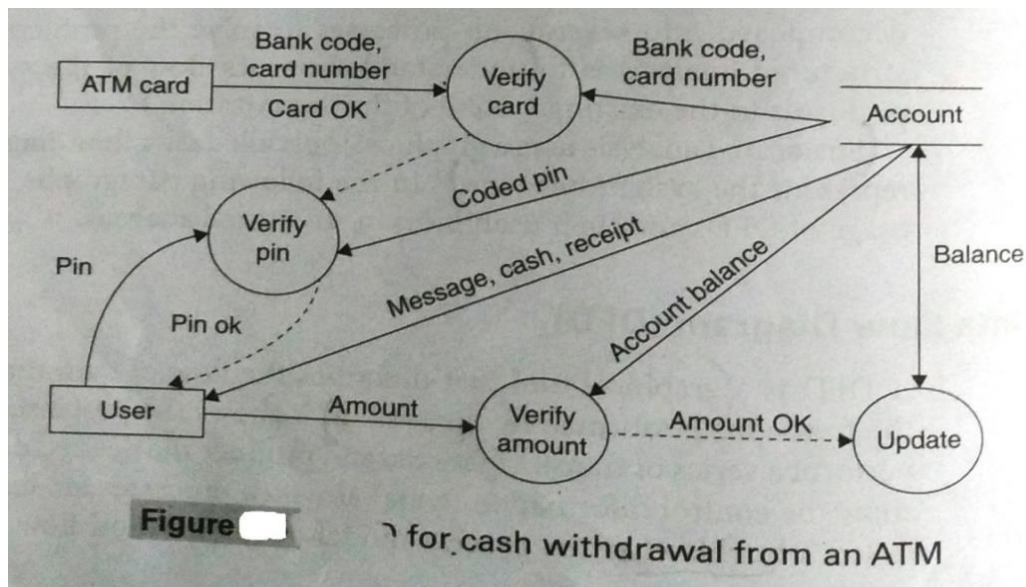 Bank code,
card number
ATM card
Card OK
Verify
card
Bank code,
card number
Account
Coded pin
Verify
pin
Pin
Message, cash, receipt
Account balance
Balance
Pin ok
User
Amount
Verify
amount
Amount OK
Update
Figure
for cash withdrawal from an ATM